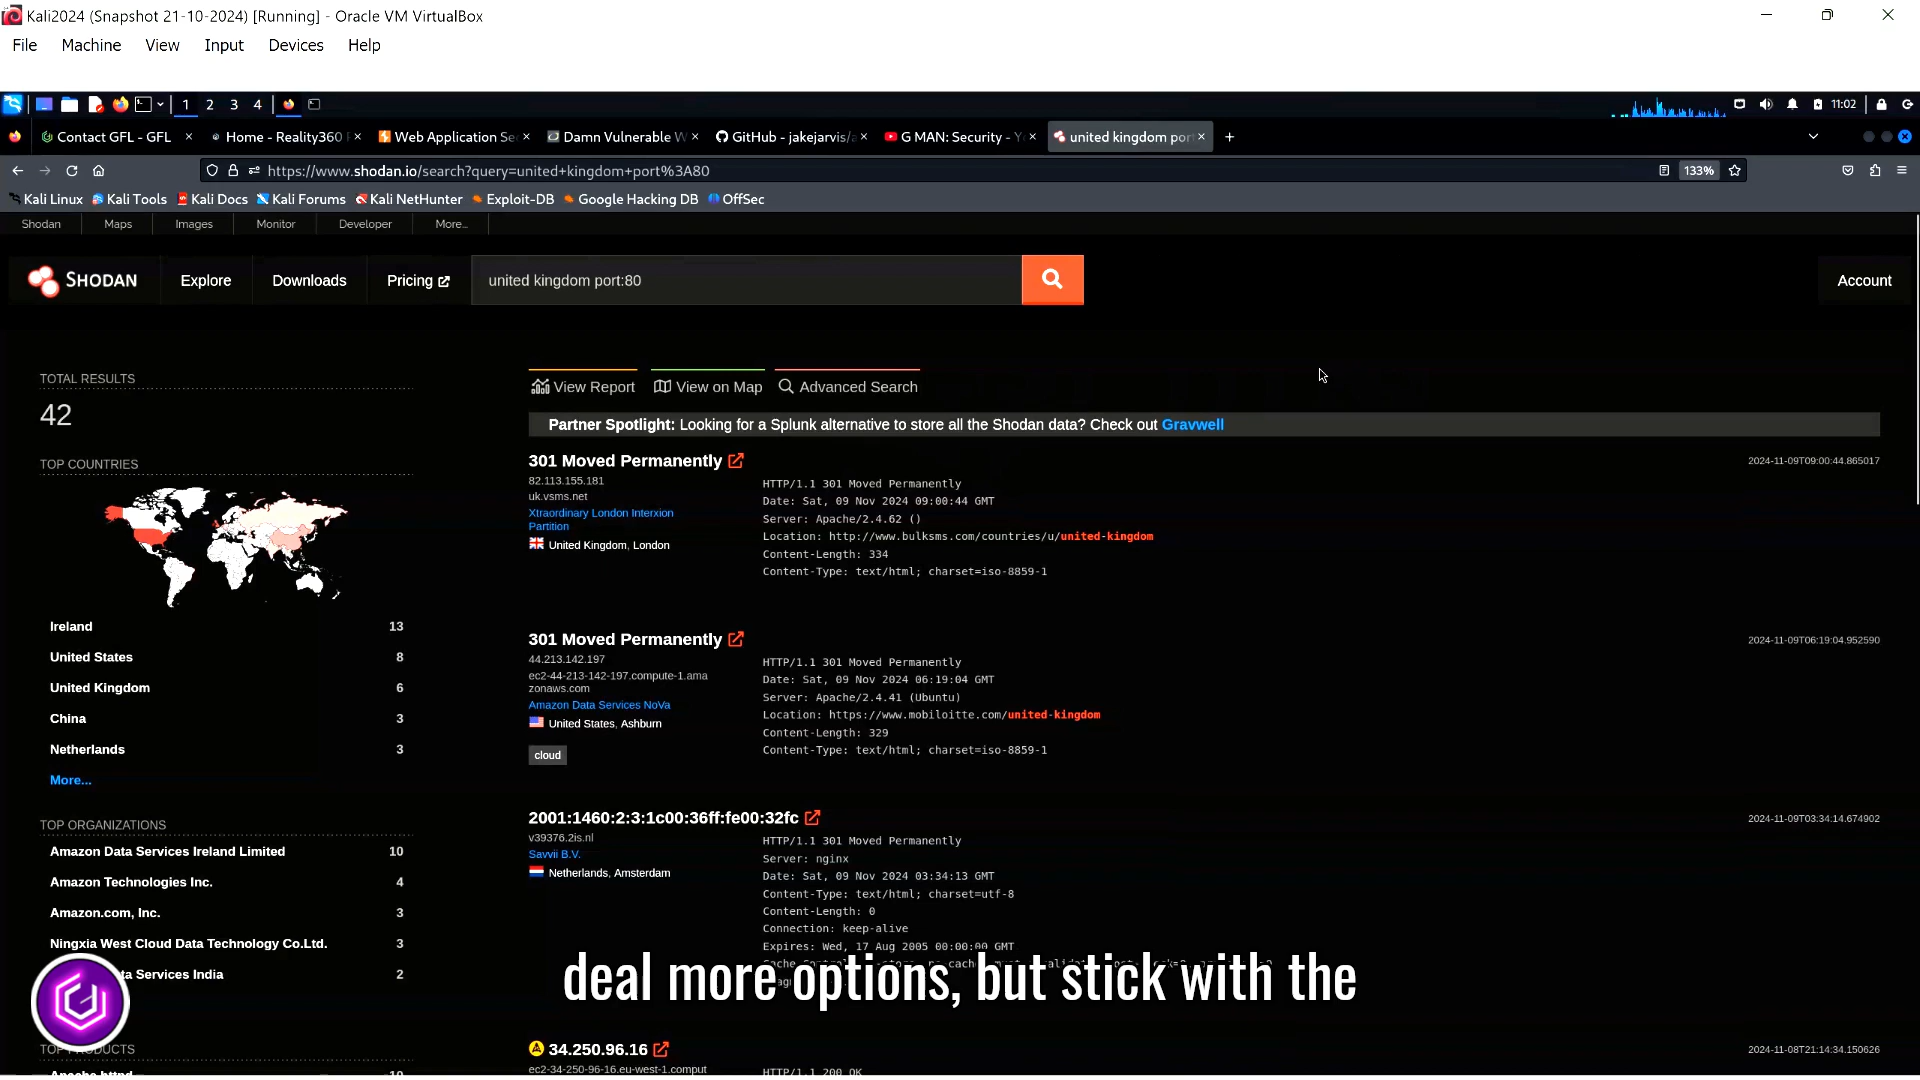 Kali2024 (Snapshot 21-10-2024) [Running] - Oracle VM VirtualBox
File Machine View Input Devices Help
1 2 3 4 11:02
Contact GFL - GFL Home - Reality360 Web Application Se Damn Vulnerable W GitHub - jakejarvis/a G MAN: Security - Y united kingdom por
https://www.shodan.io/search?query=united+kingdom+port%3A80 133%
Kali Linux Kali Tools Kali Docs Kali Forums Kali NetHunter Exploit-DB Google Hacking DB OffSec
Shodan Maps Images Monitor Developer More...
SHODAN Explore Downloads Pricing united kingdom port:80 Account
TOTAL RESULTS
42
TOP COUNTRIES
Ireland 13
United States 8
United Kingdom 6
China 3
Netherlands 3
More...
TOP ORGANIZATIONS
Amazon Data Services Ireland Limited 10
Amazon Technologies Inc. 4
Amazon.com, Inc. 3
Ningxia West Cloud Data Technology Co.Ltd. 3
ta Services India 2
View Report View on Map Advanced Search
Partner Spotlight: Looking for a Splunk alternative to store all the Shodan data? Check out Gravwell
301 Moved Permanently 2024-11-09T09:00:44.865017
82.113.155.181
uk.vsms.net
Xtraordinary London Interxion
Partition
United Kingdom, London
HTTP/1.1 301 Moved Permanently
Date: Sat, 09 Nov 2024 09:00:44 GMT
Server: Apache/2.4.62 ()
Location: http://www.bulksms.com/countries/u/united-kingdom
Content-Length: 334
Content-Type: text/html; charset=iso-8859-1
301 Moved Permanently 2024-11-09T06:19:04.952590
44.213.142.197
ec2-44-213-142-197.compute-1.ama
zonaws.com
Amazon Data Services NoVa
United States, Ashburn
cloud
HTTP/1.1 301 Moved Permanently
Date: Sat, 09 Nov 2024 06:19:04 GMT
Server: Apache/2.4.41 (Ubuntu)
Location: https://www.mobiloitte.com/united-kingdom
Content-Length: 329
Content-Type: text/html; charset=iso-8859-1
2001:1460:2:3:1c00:36ff:fe00:32fc 2024-11-09T03:34:14.674902
v39376.2is.nl
Savvii B.V.
Netherlands, Amsterdam
HTTP/1.1 301 Moved Permanently
Server: nginx
Date: Sat, 09 Nov 2024 03:34:13 GMT
Content-Type: text/html; charset=utf-8
Content-Length: 0
Connection: keep-alive
Expires: Wed, 17 Aug 2005 00:00:00 GMT
deal more options, but stick with the
34.250.96.16 2024-11-08T21:14:34.150626
ec2-34-250-96-16.eu-west-1.comput
HTTP/1.1 200 OK